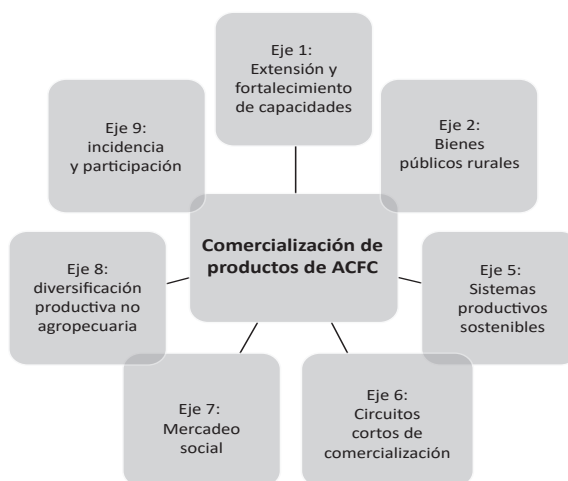 Eje 1:
Extensión y
fortalecimiento
de capacidades
Eje 9:
incidencia
y participación
Eje 2:
Bienes
públicos rurales
Comercialización de
productos de ACFC
Eje 8:
diversificación
productiva no
agropecuaria
Eje 5:
Sistemas
productivos
sostenibles
Eje 7:
Mercadeo
social
Eje 6:
Circuitos
cortos de
comercialización